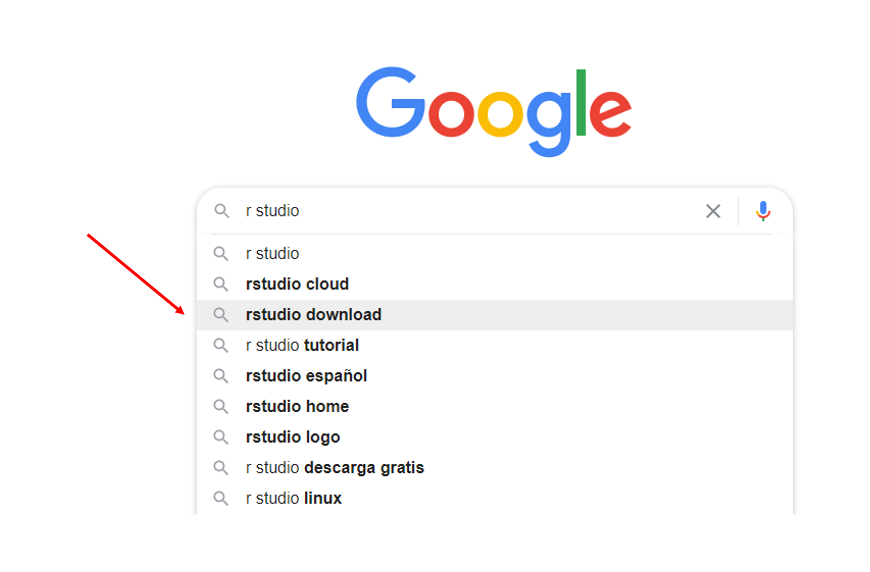 Google
r studio
r studio
rstudio cloud
rstudio download
r studio tutorial
rstudio español
rstudio home
rstudio logo
r studio descarga gratis
r studio linux